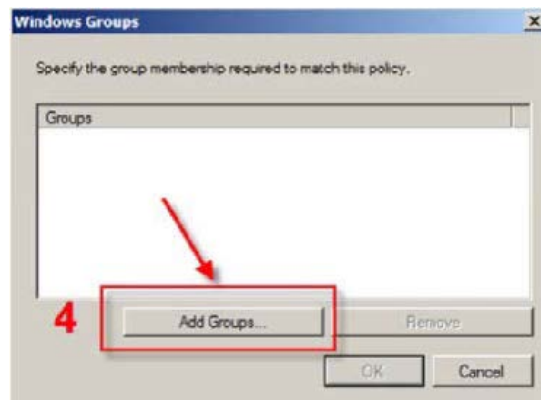 Windows Groups
Specify the group membership required to match this policy.
Groups
4
Add Groups... Remove
OK Cancel